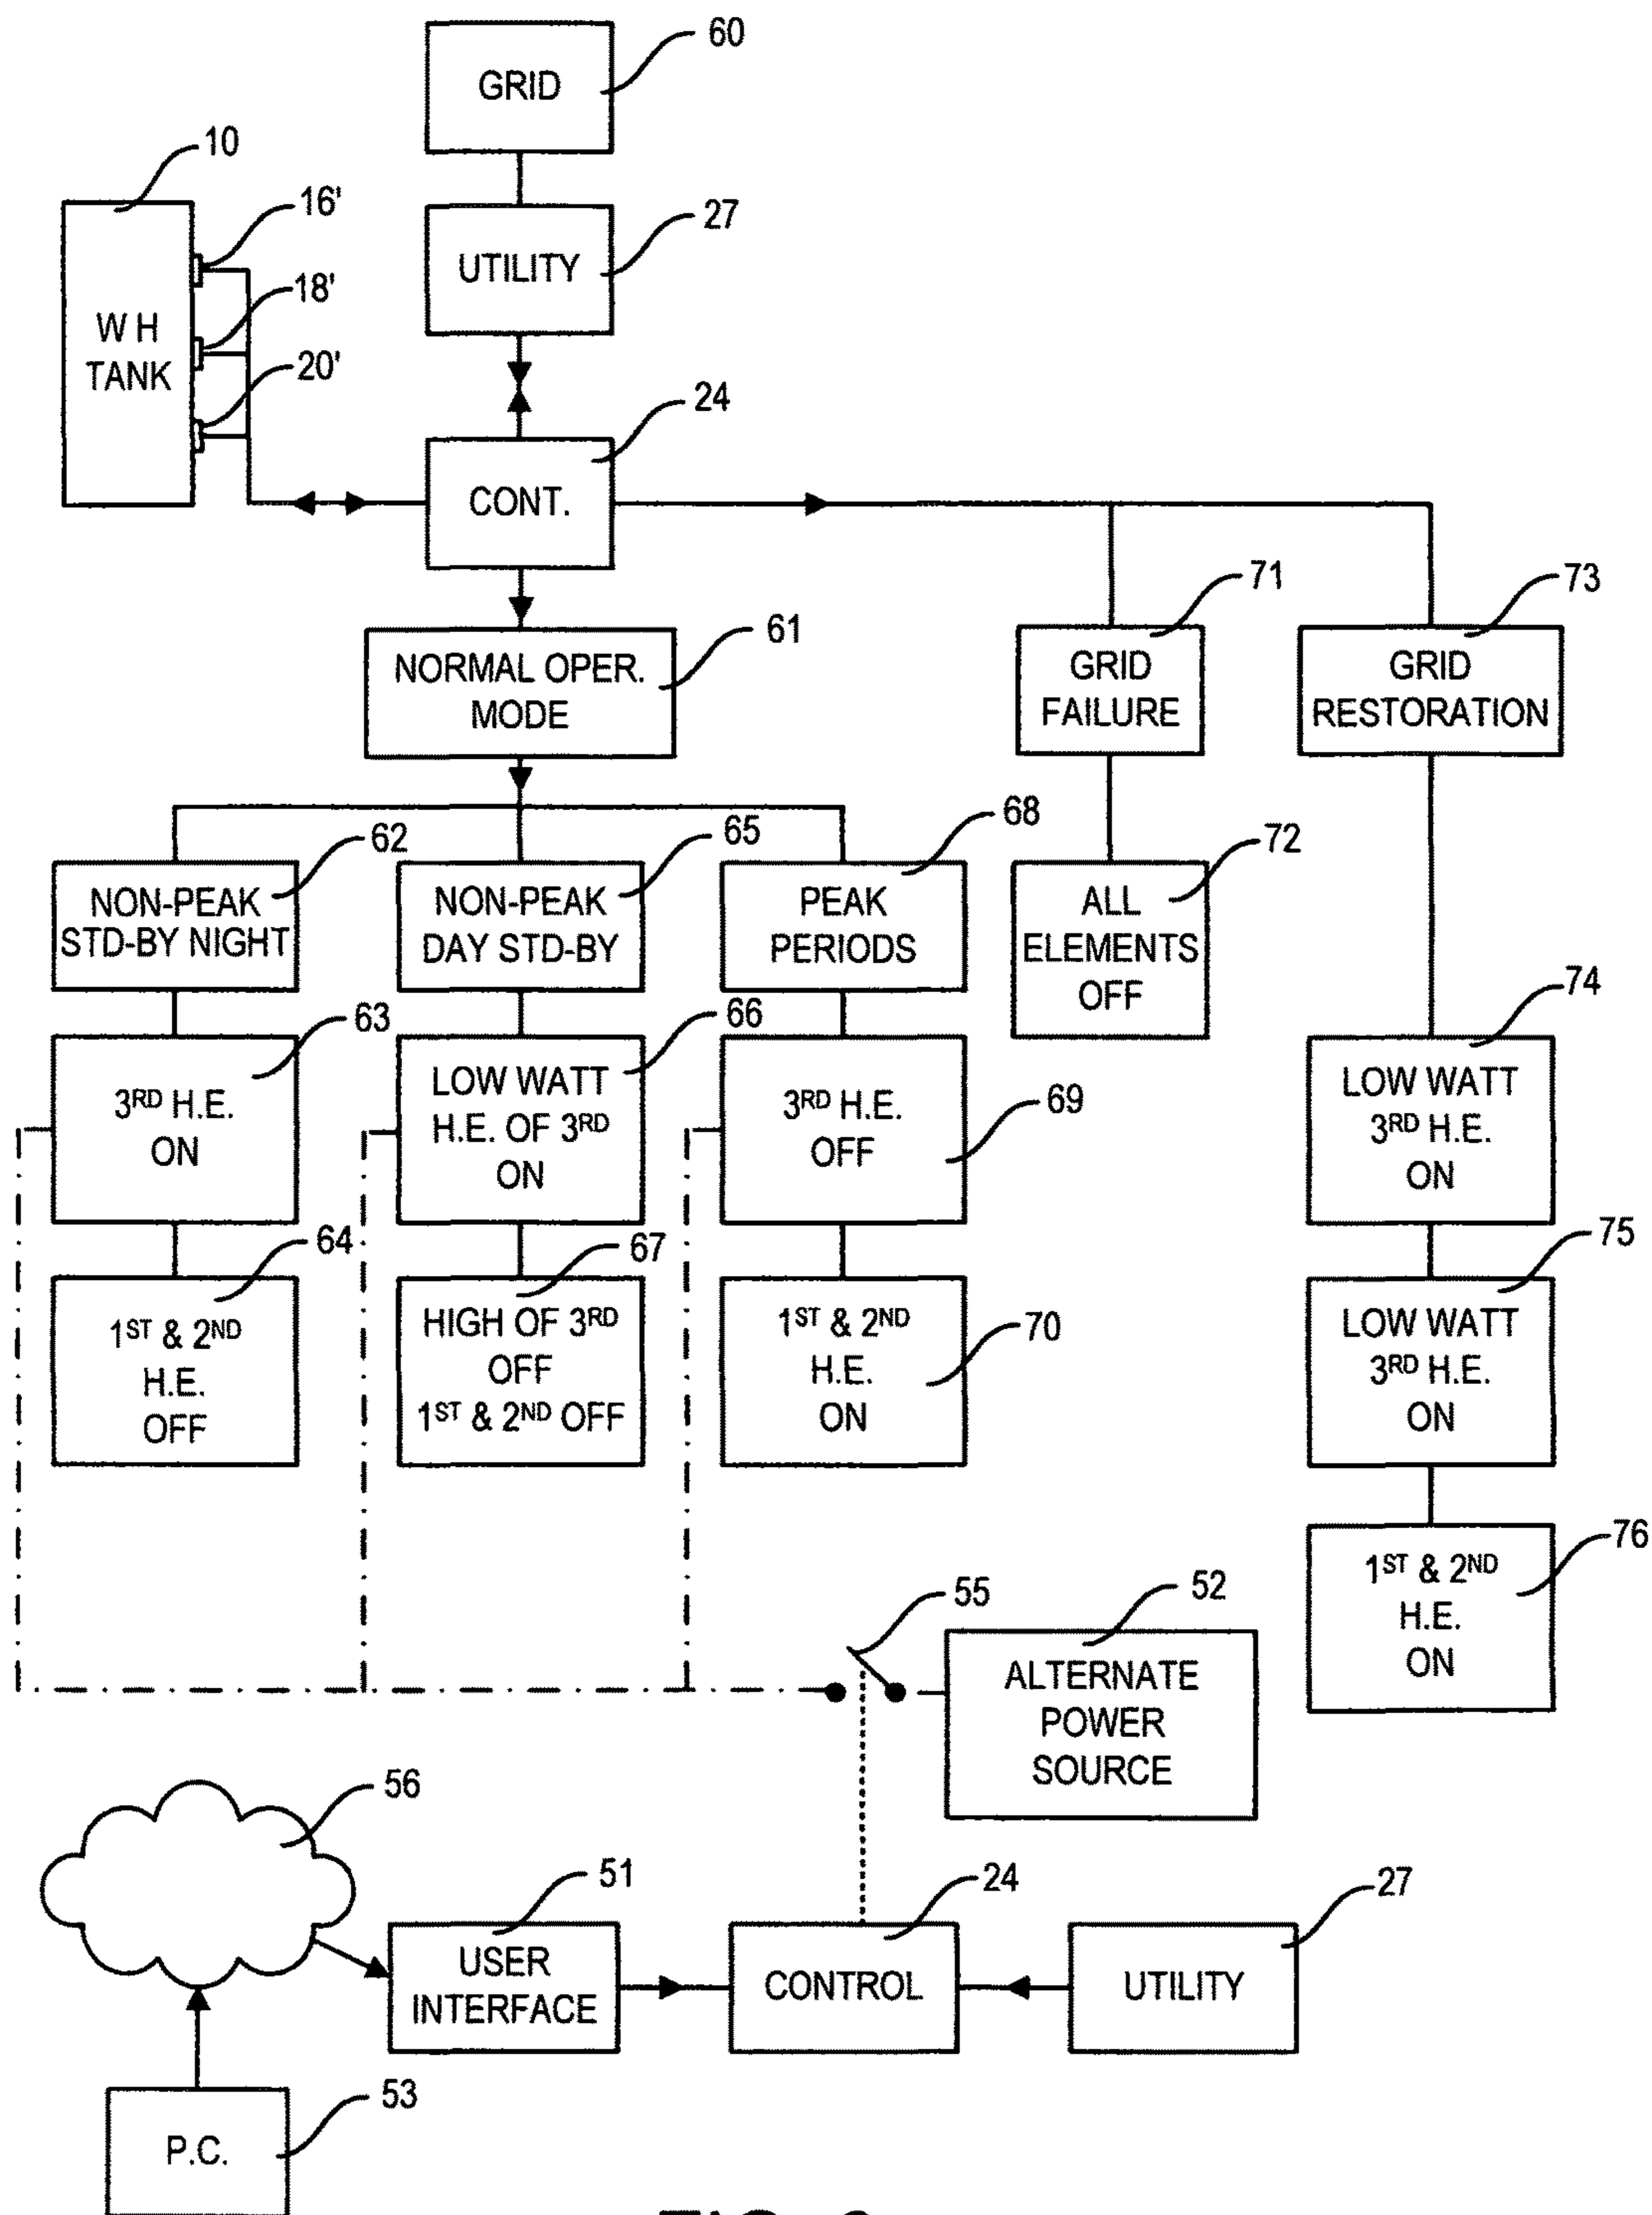 60
GRID
10
16'
27
UTILITY
18'
W H
TANK
20'
24
CONT.
71
73
61
NORMAL OPER.
MODE
GRID
FAILURE
GRID
RESTORATION
62
65
68
72
NON-PEAK
STD-BY NIGHT
NON-PEAK
DAY STD-BY
PEAK
PERIODS
ALL
ELEMENTS
OFF
74
63
3RD H.E.
ON
66
LOW WATT
H.E. OF 3RD
ON
69
3RD H.E.
OFF
LOW WATT
3RD H.E.
ON
75
64
1ST & 2ND
H.E.
OFF
67
HIGH OF 3RD
OFF
1ST & 2ND OFF
70
1ST & 2ND
H.E.
ON
LOW WATT
3RD H.E.
ON
76
1ST & 2ND
H.E.
ON
55
52
ALTERNATE
POWER
SOURCE
56
51
USER
INTERFACE
24
CONTROL
27
UTILITY
53
P.C.